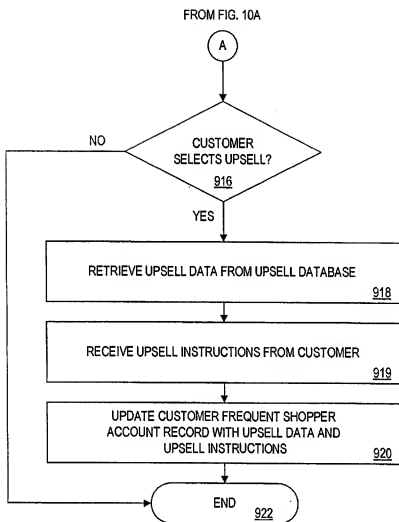 FROM FIG. 10A
A
NO
CUSTOMER
SELECTS UPSELL?
916
YES
RETRIEVE UPSELL DATA FROM UPSELL DATABASE
918
RECEIVE UPSELL INSTRUCTIONS FROM CUSTOMER
919
UPDATE CUSTOMER FREQUENT SHOPPER
ACCOUNT RECORD WITH UPSELL DATA AND
UPSELL INSTRUCTIONS
920
END
922